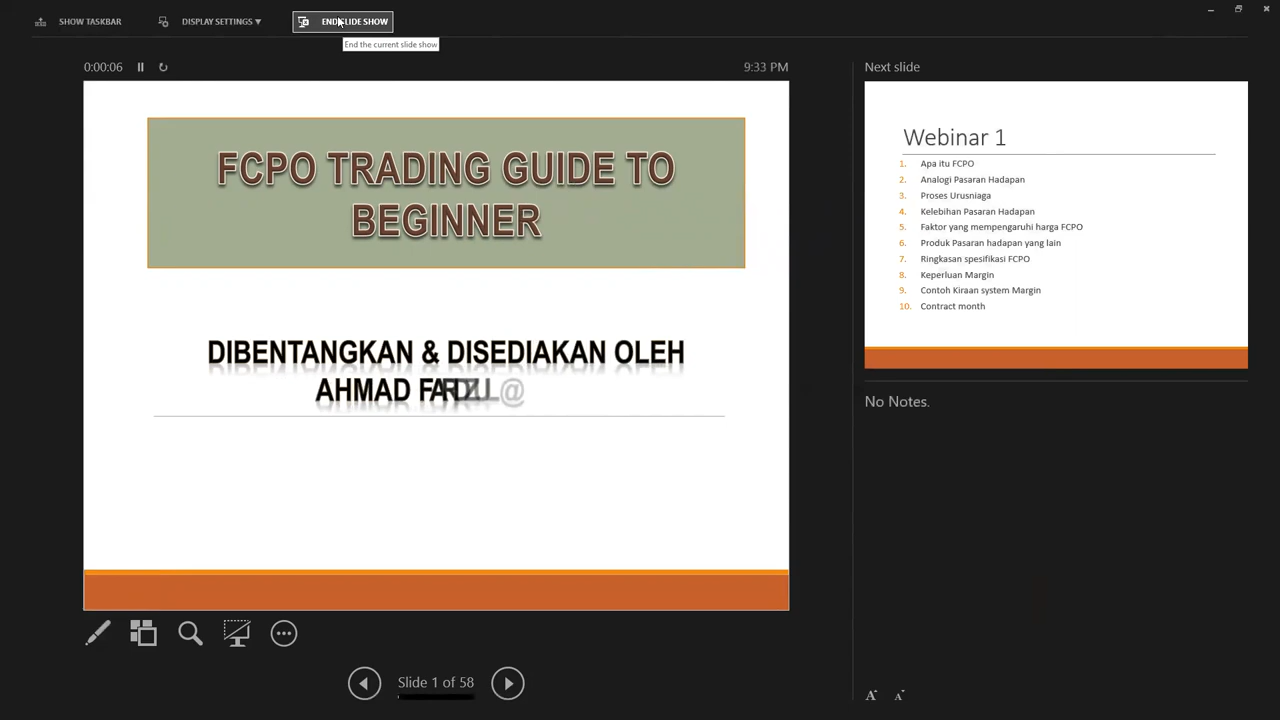 SHOW TASKBAR
DISPLAY SETTINGS
END SLIDE SHOW
End the current slide show
0:00:06
9:33 PM
FCPO TRADING GUIDE TO
BEGINNER
DIBENTANGKAN & DISEDIAKAN OLEH
AHMAD
Slide 1 of 58
Next slide
Webinar 1
1. Apa itu FCPO
2. Analogi Pasaran Hadapan
3. Proses Urusniaga
4. Kelebihan Pasaran Hadapan
5. Faktor yang mempengaruhi harga FCPO
6. Produk Pasaran hadapan yang lain
7. Ringkasan spesifikasi FCPO
8. Keperluan Margin
9. Contoh Kiraan system Margin
10. Contract month
No Notes.
A A